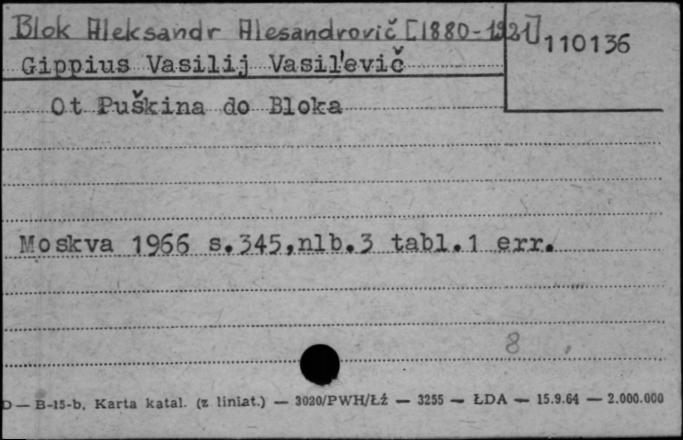 Blok Aleksandr Alesandrovič [1880-1921]
110136
Gippius Vasilij Vasil'evič
Ot Puškina do Bloka
Moskva 1966 s.345,nlb.3 tabl.1 err.
8
D — B-15-b, Karta katal. (z liniat.) — 3020/PWH/Łź — 3255 — ŁDA — 15.9.64 — 2.000.000